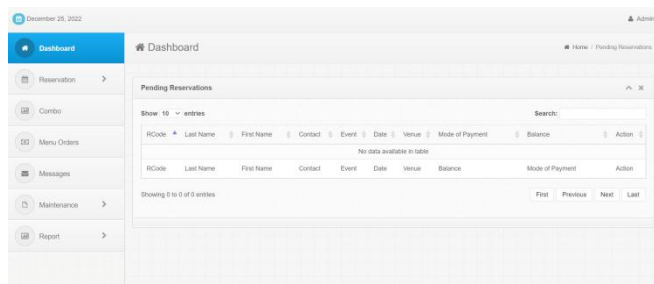 December 25, 2022
Admin
Dashboard
Dashboard
Home / Pending Reservations
Reservation
Combo
Menu Orders
Messages
Maintenance
Report
Pending Reservations
Show 10 entries
Search:
RCode Last Name First Name Contact Event Date Venue Mode of Payment Balance Action
No data available in table
RCode Last Name First Name Contact Event Date Venue Balance Mode of Payment Action
Showing 0 to 0 of 0 entries
First Previous Next Last